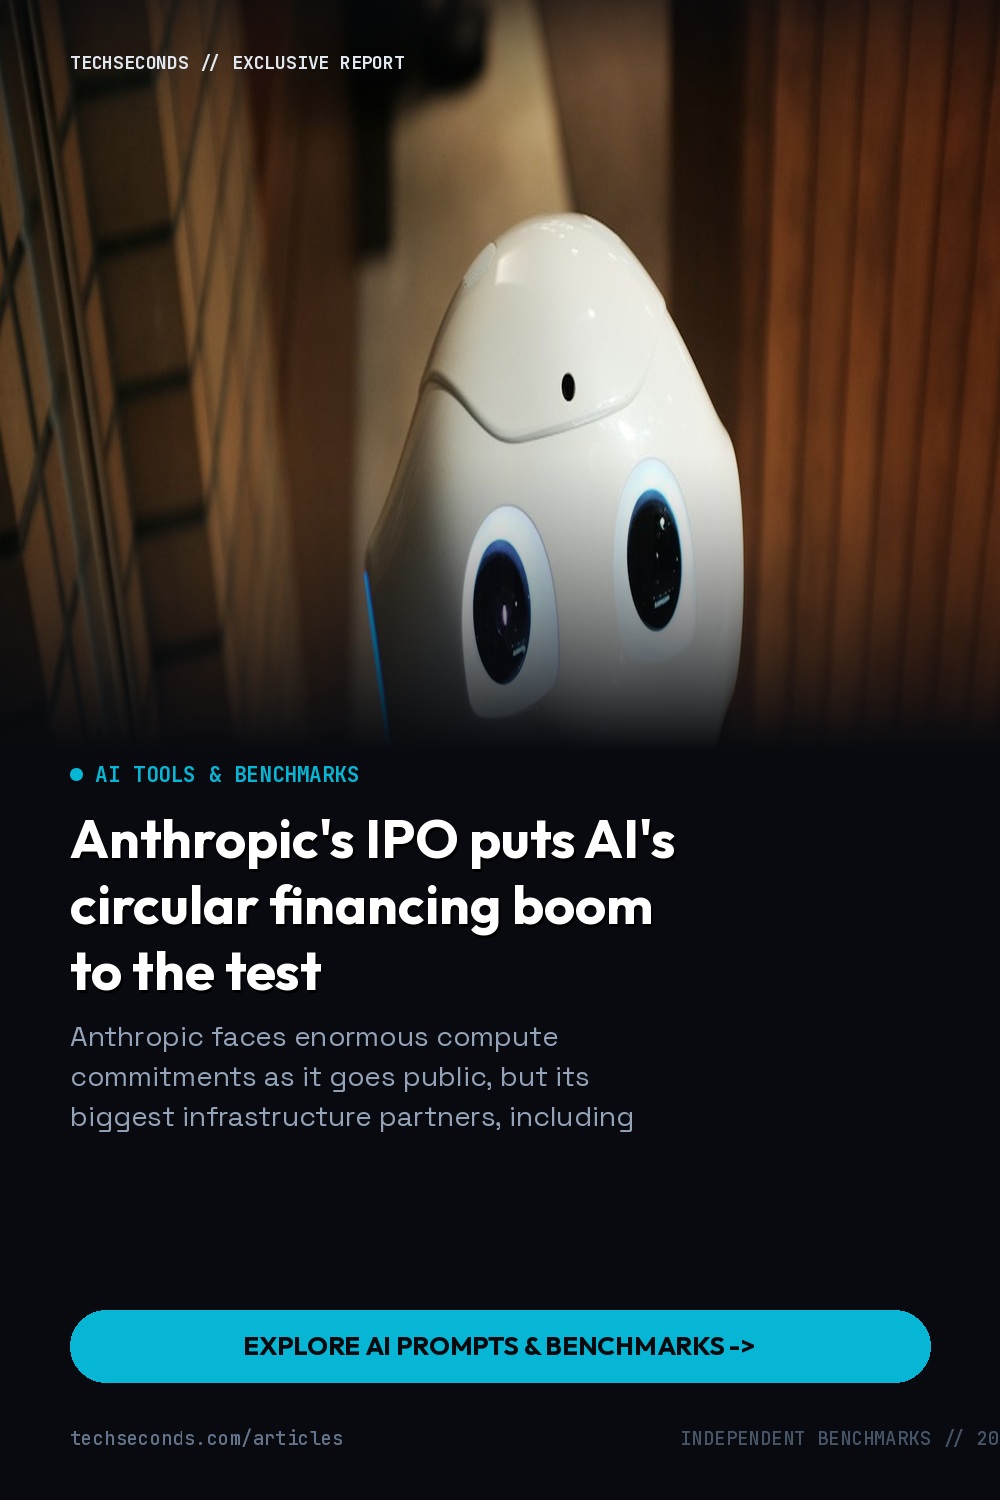 TECHSECONDS // EXCLUSIVE REPORT
AI TOOLS & BENCHMARKS
Anthropic's IPO puts AI's
circular financing boom
to the test
Anthropic faces enormous compute
commitments as it goes public, but its
biggest infrastructure partners, including
EXPLORE AI PROMPTS & BENCHMARKS ->
techseconds.com/articles
INDEPENDENT BENCHMARKS // 20